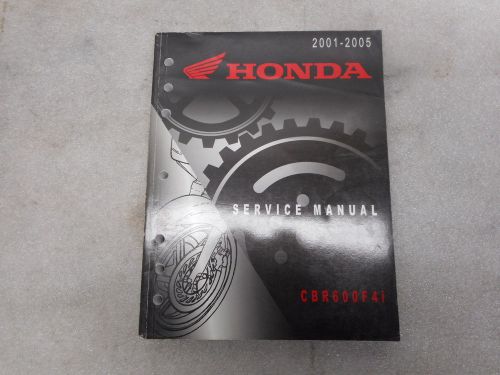 2001-2005
HONDA
SERVICE MANUAL
CBR600F4i